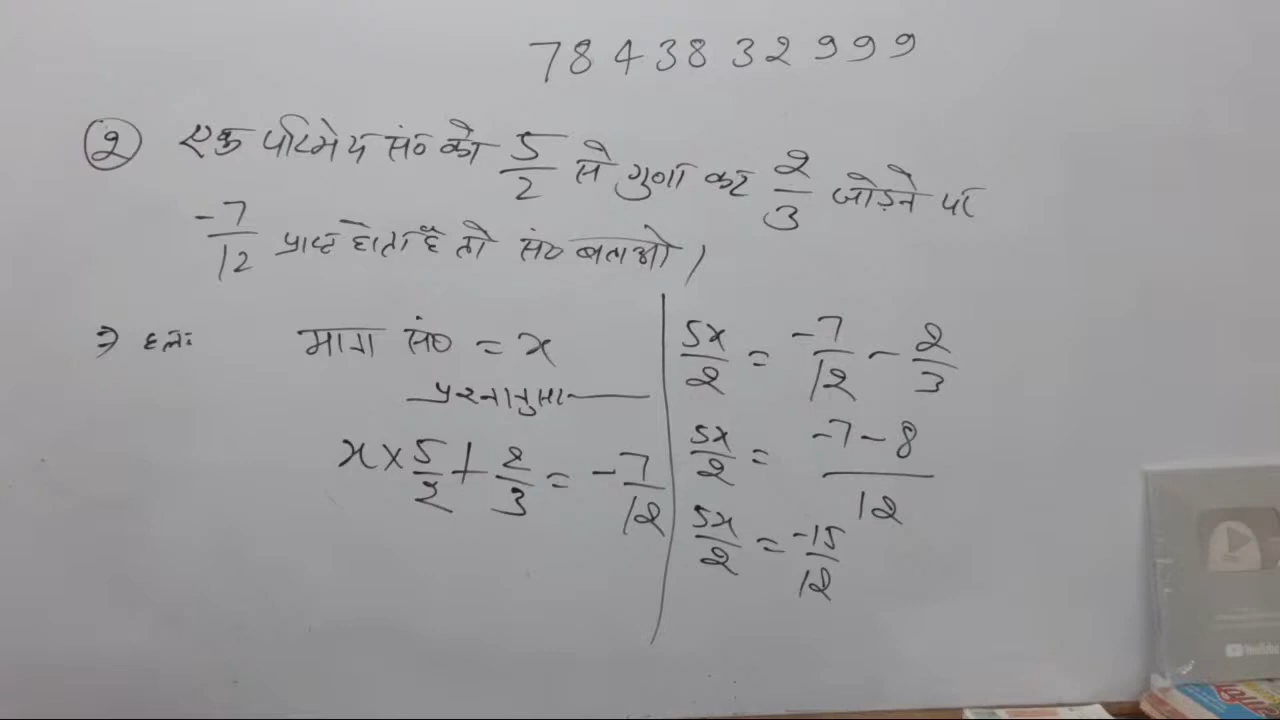 7843832999
② एक परिमेय सं० को 5/2 से गुणा कर 2/3 जोड़ने पर
-7/12 प्राप्त होता है तो सं० बताओ।
⇒ हलः माना सं० = x
प्रश्नानुसार
x × 5/2 + 2/3 = -7/12
5x/2 = -7/12 - 2/3
5x/2 = -7-8/12
5x/2 = -15/12
YouTube